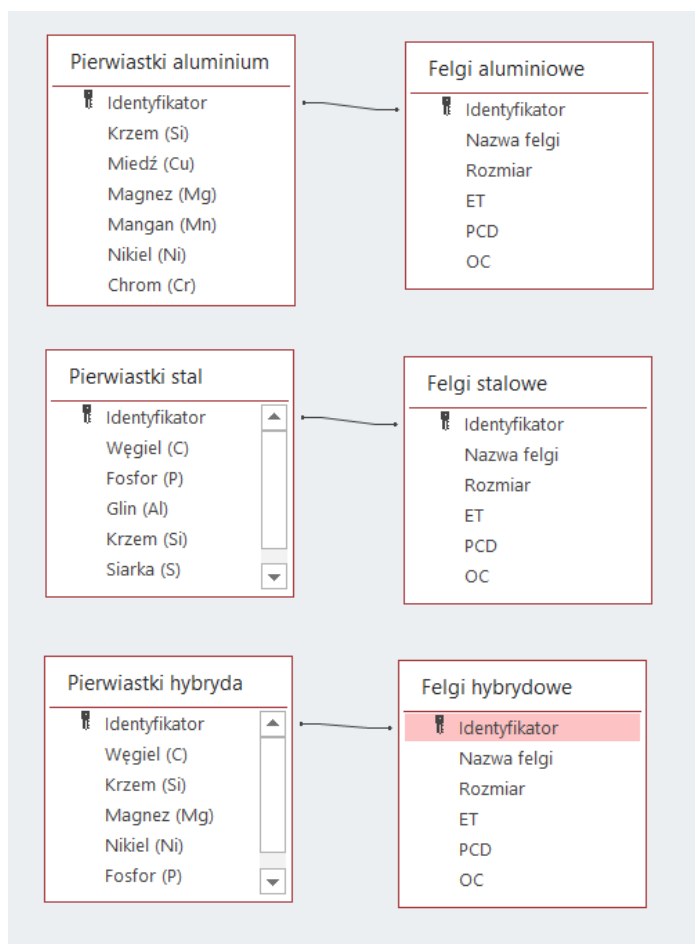 Pierwiastki aluminium
Identyfikator
Krzem (Si)
Miedź (Cu)
Magnez (Mg)
Mangan (Mn)
Nikiel (Ni)
Chrom (Cr)
Felgi aluminiowe
Identyfikator
Nazwa felgi
Rozmiar
ET
PCD
OC
Pierwiastki stal
Identyfikator
Węgiel (C)
Fosfor (P)
Glin (Al)
Krzem (Si)
Siarka (S)
Felgi stalowe
Identyfikator
Nazwa felgi
Rozmiar
ET
PCD
OC
Pierwiastki hybryda
Identyfikator
Węgiel (C)
Krzem (Si)
Magnez (Mg)
Nikiel (Ni)
Fosfor (P)
Felgi hybrydowe
Identyfikator
Nazwa felgi
Rozmiar
ET
PCD
OC